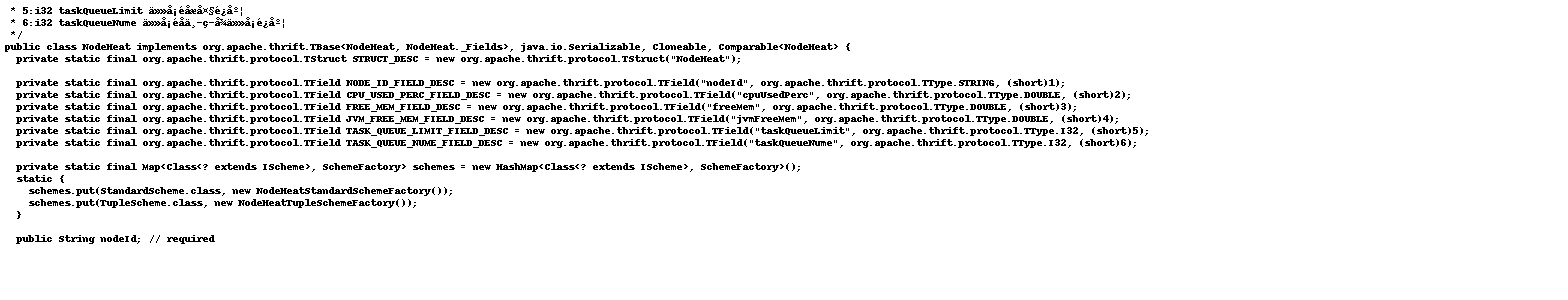 * 5:i32 taskQueueLimit ä»»å¡éåæå¤§é¿åº¦
 * 6:i32 taskQueueNume ä»»å¡éåä¸­ç­å¾ä»»å¡é¿åº¦
 */
public class NodeHeat implements org.apache.thrift.TBase<NodeHeat, NodeHeat._Fields>, java.io.Serializable, Cloneable, Comparable<NodeHeat> {
  private static final org.apache.thrift.protocol.TStruct STRUCT_DESC = new org.apache.thrift.protocol.TStruct("NodeHeat");

  private static final org.apache.thrift.protocol.TField NODE_ID_FIELD_DESC = new org.apache.thrift.protocol.TField("nodeId", org.apache.thrift.protocol.TType.STRING, (short)1);
  private static final org.apache.thrift.protocol.TField CPU_USED_PERC_FIELD_DESC = new org.apache.thrift.protocol.TField("cpuUsedPerc", org.apache.thrift.protocol.TType.DOUBLE, (short)2);
  private static final org.apache.thrift.protocol.TField FREE_MEM_FIELD_DESC = new org.apache.thrift.protocol.TField("freeMem", org.apache.thrift.protocol.TType.DOUBLE, (short)3);
  private static final org.apache.thrift.protocol.TField JVM_FREE_MEM_FIELD_DESC = new org.apache.thrift.protocol.TField("jvmFreeMem", org.apache.thrift.protocol.TType.DOUBLE, (short)4);
  private static final org.apache.thrift.protocol.TField TASK_QUEUE_LIMIT_FIELD_DESC = new org.apache.thrift.protocol.TField("taskQueueLimit", org.apache.thrift.protocol.TType.I32, (short)5);
  private static final org.apache.thrift.protocol.TField TASK_QUEUE_NUME_FIELD_DESC = new org.apache.thrift.protocol.TField("taskQueueNume", org.apache.thrift.protocol.TType.I32, (short)6);

  private static final Map<Class<? extends IScheme>, SchemeFactory> schemes = new HashMap<Class<? extends IScheme>, SchemeFactory>();
  static {
    schemes.put(StandardScheme.class, new NodeHeatStandardSchemeFactory());
    schemes.put(TupleScheme.class, new NodeHeatTupleSchemeFactory());
  }

  public String nodeId; // required